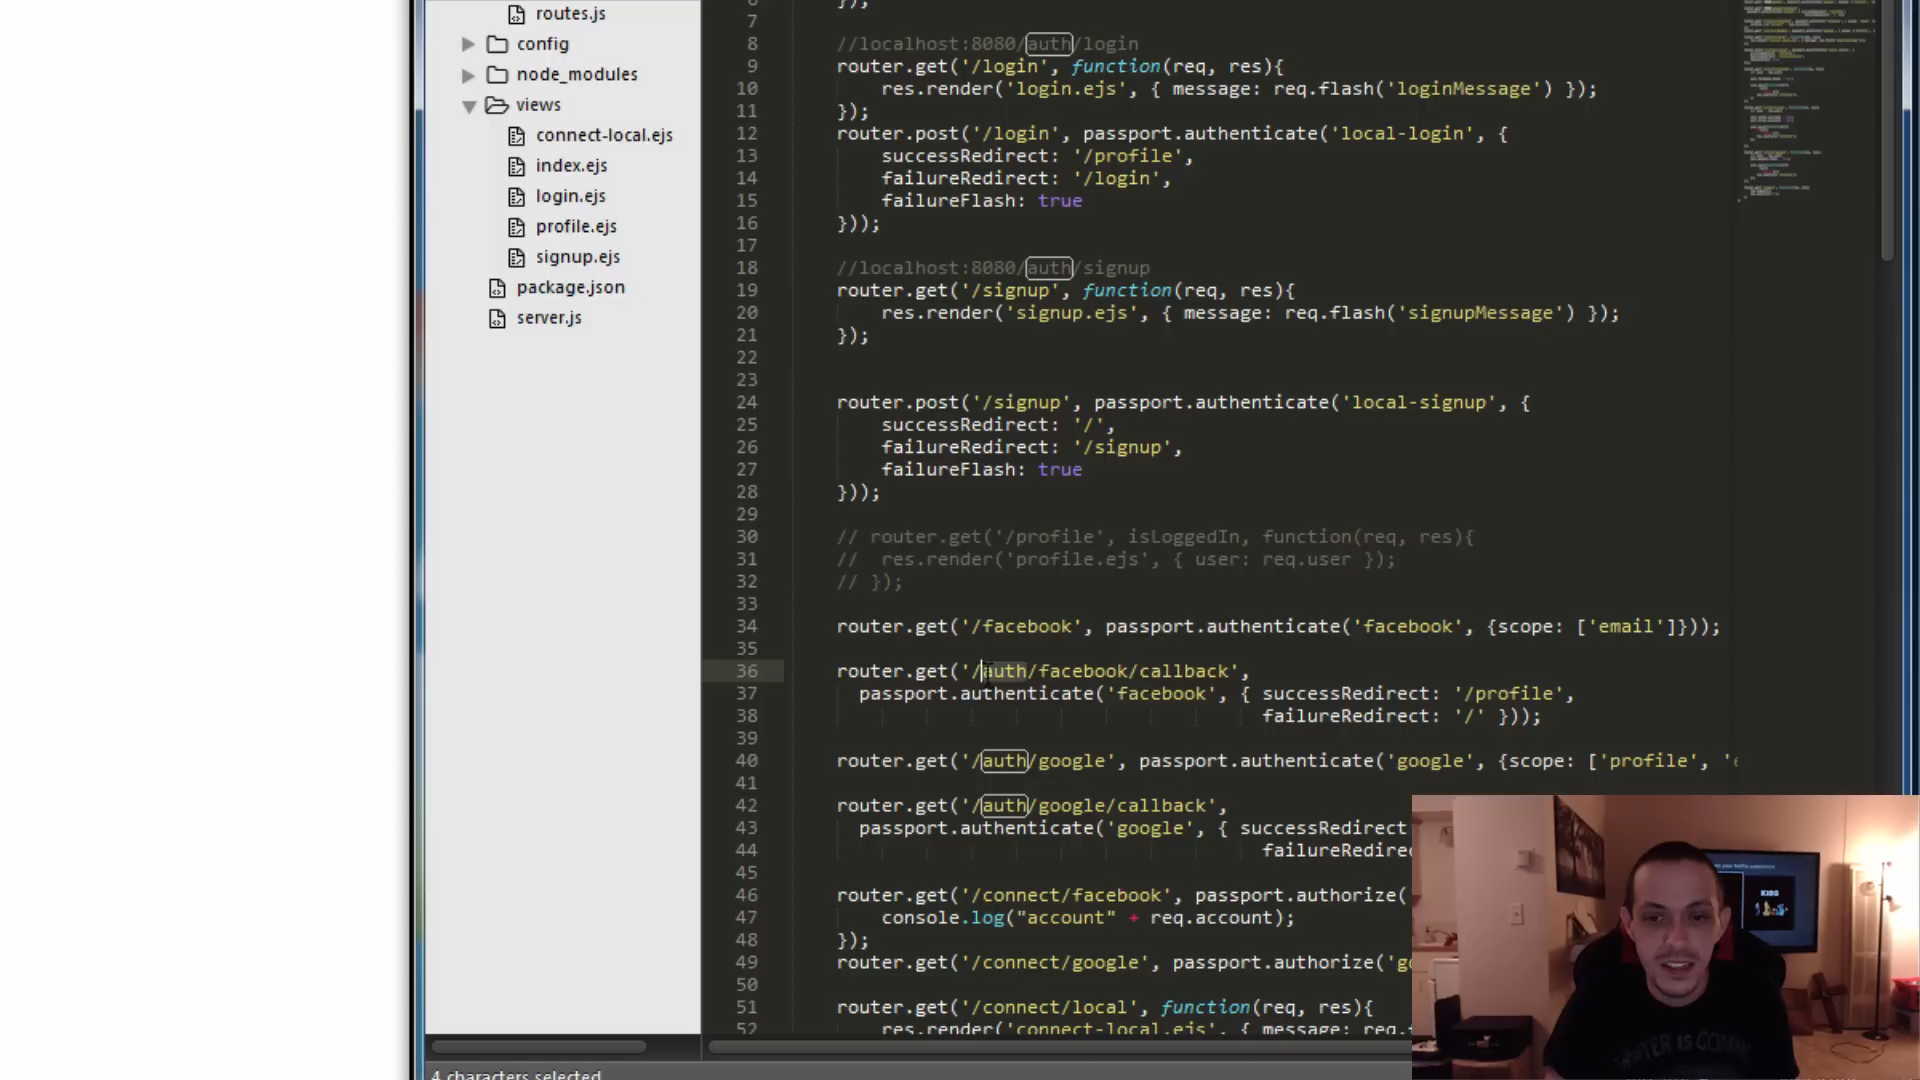 routes.js
config
node_modules
views
connect-local.ejs
index.ejs
login.ejs
profile.ejs
signup.ejs
package.json
server.js
6 });
7
8 //localhost:8080/auth/login
9 router.get('/login', function(req, res){
10 res.render('login.ejs', { message: req.flash('loginMessage') });
11 });
12 router.post('/login', passport.authenticate('local-login', {
13 successRedirect: '/profile',
14 failureRedirect: '/login',
15 failureFlash: true
16 }));
17
18 //localhost:8080/auth/signup
19 router.get('/signup', function(req, res){
20 res.render('signup.ejs', { message: req.flash('signupMessage') });
21 });
22
23
24 router.post('/signup', passport.authenticate('local-signup', {
25 successRedirect: '/',
26 failureRedirect: '/signup',
27 failureFlash: true
28 }));
29
30 // router.get('/profile', isLoggedIn, function(req, res){
31 // res.render('profile.ejs', { user: req.user });
32 // });
33
34 router.get('/facebook', passport.authenticate('facebook', {scope: ['email']}));
35
36 router.get('/auth/facebook/callback',
37 passport.authenticate('facebook', { successRedirect: '/profile',
38 failureRedirect: '/' }));
39
40 router.get('/auth/google', passport.authenticate('google', {scope: ['profile', '
41
42 router.get('/auth/google/callback',
43 passport.authenticate('google', { successRedirect
44 failureRedire
45
46 router.get('/connect/facebook', passport.authorize(
47 console.log("account" + req.account);
48 });
49 router.get('/connect/google', passport.authorize('g
50
51 router.get('/connect/local', function(req, res){
52 res.render('connect-local.ejs', { message: req.
4 characters selected
KIDS